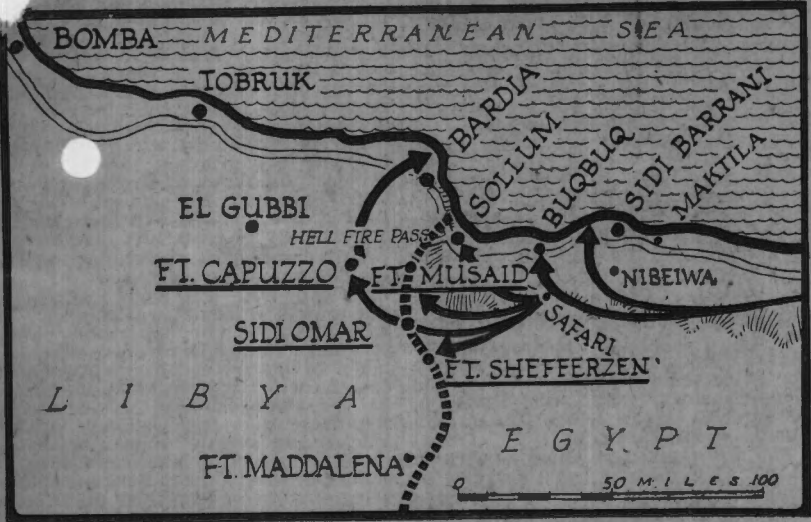 BOMBA
MEDITERRANEAN SEA
TOBRUK
BARDIA
SOLLUM
BUQBUQ
SIDI BARRANI
MAKTILA
EL GUBBI
HELL FIRE PASS
FT. CAPUZZO
FT. MUSAID
NIBEIWA
SIDI OMAR
SAFARI
FT. SHEFFERZEN
LIBYA
EGYPT
FT. MADDALENA
0 50 MILES 100